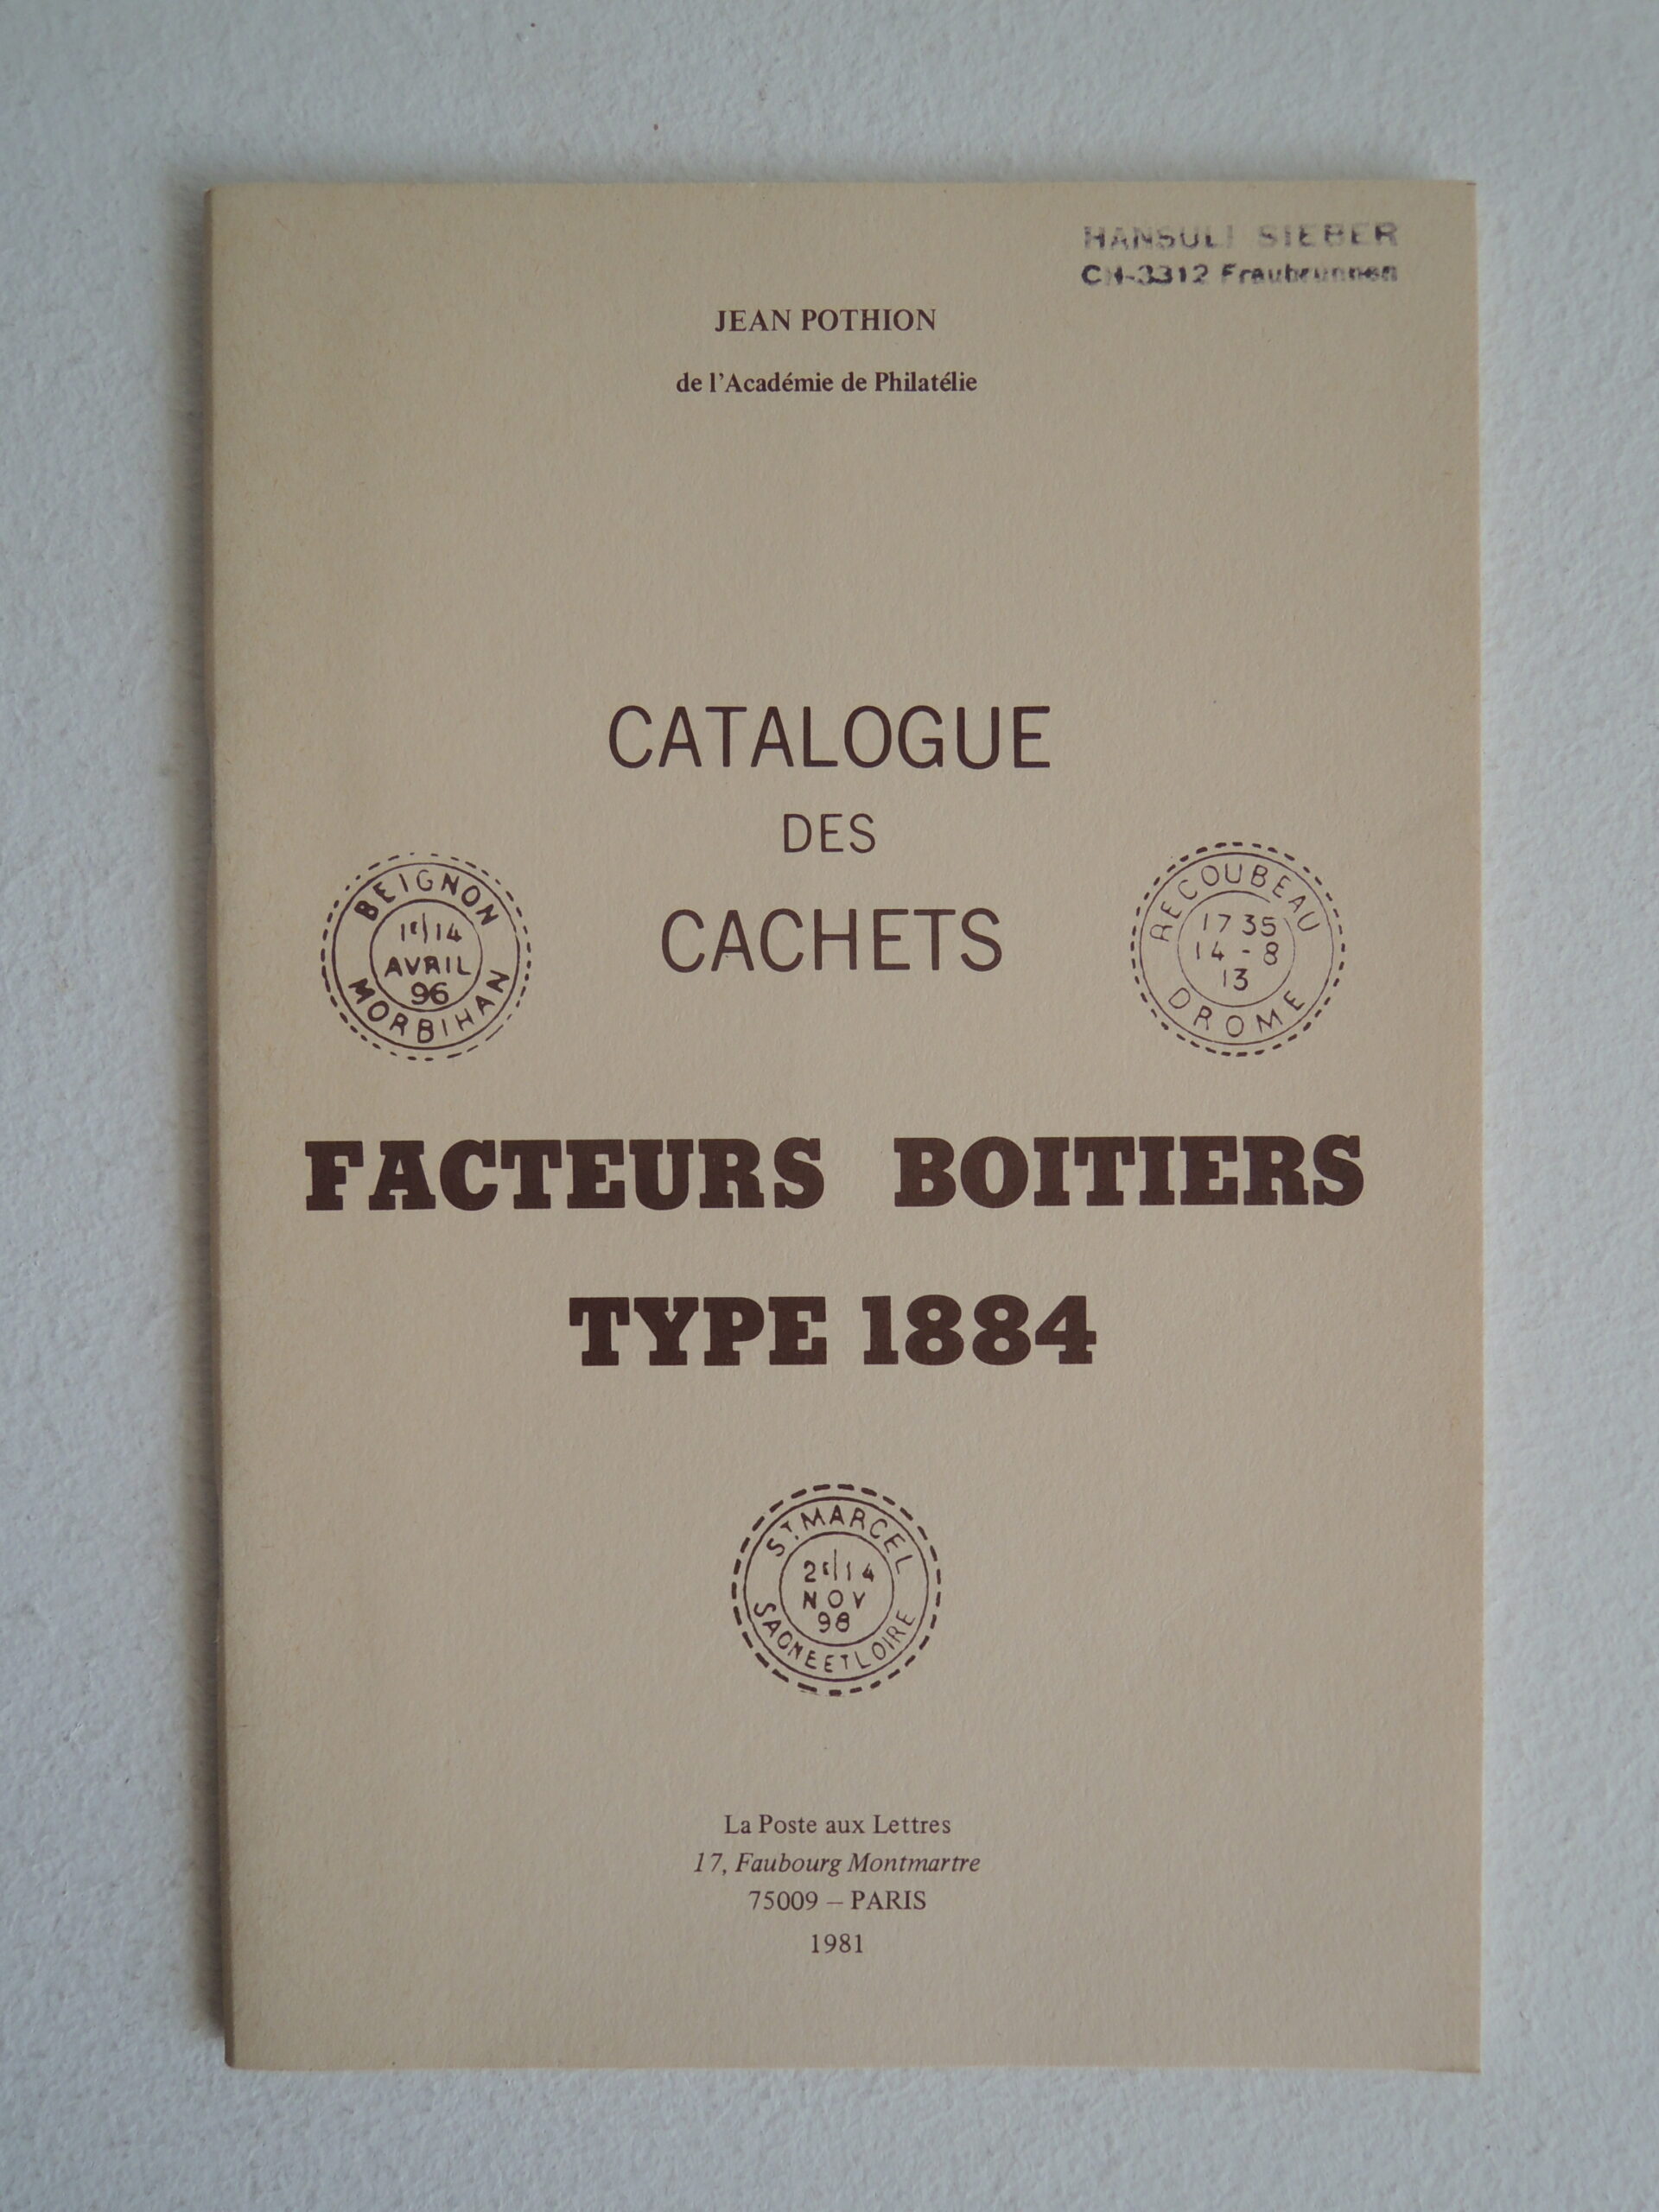 HANSULI SIEBER
CH-3312 Fraubrunnen
JEAN POTHION
de l'Académie de Philatélie
CATALOGUE
DES
CACHETS
BEIGNON
1E/14
AVRIL
96
MORBIHAN
RECOUBEAU
17 35
14 - 8
13
DROME
FACTEURS BOITIERS
TYPE 1884
ST. MARCEL
2E/14
NOV
98
SAONE ET LOIRE
La Poste aux Lettres
17, Faubourg Montmartre
75009 – PARIS
1981